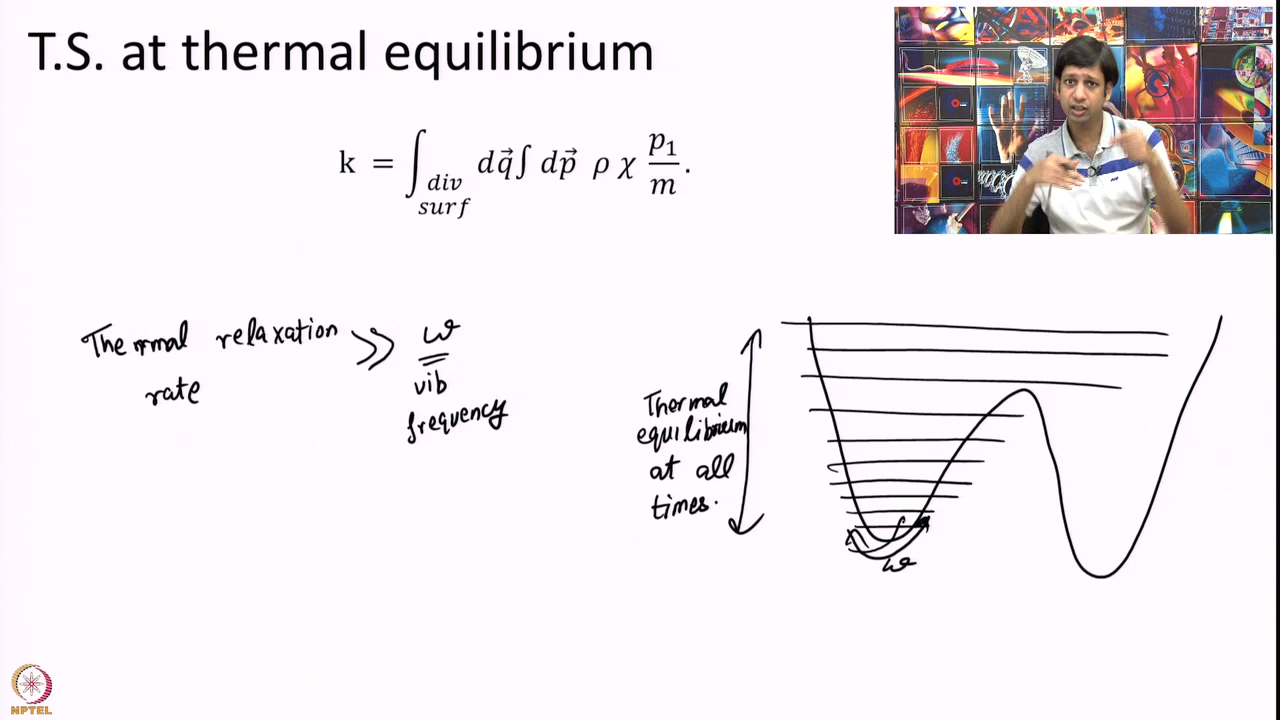 T.S. at thermal equilibrium
k = ∫_{div surf} dq⃗ ∫ dp⃗ ρ χ p₁/m.
Thermal relaxation >> ω
rate
vib
frequency
Thermal
equilibrium
at all
times.
ω
NPTEL